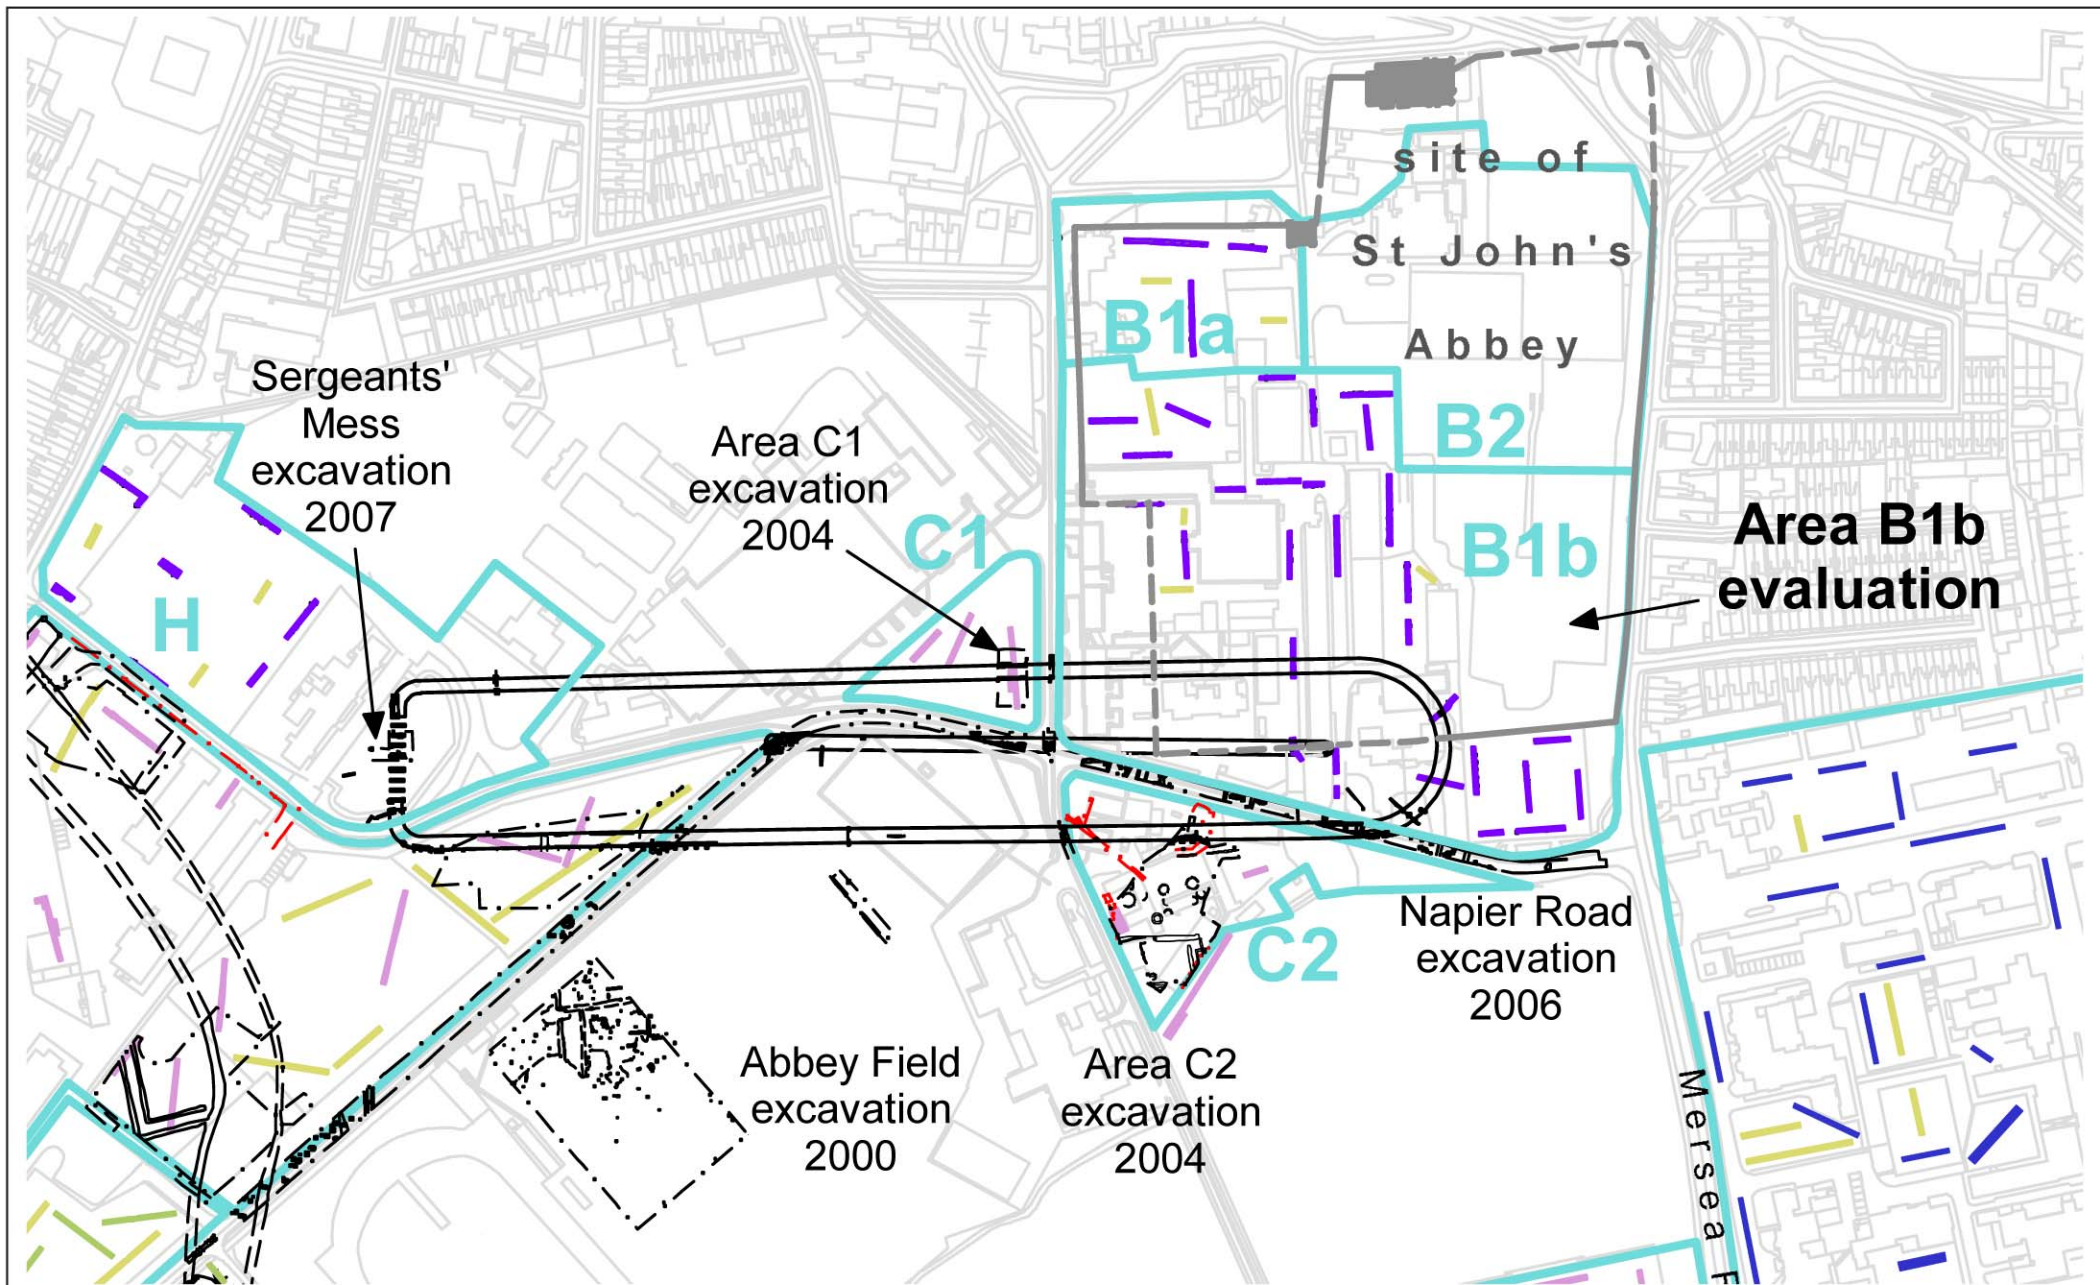 site of
St John's
Abbey
B1a
Sergeants'
Mess
excavation
2007
Area C1
excavation
2004
B2
C1
B1b
Area B1b
evaluation
H
Napier Road
excavation
2006
C2
Abbey Field
excavation
2000
Area C2
excavation
2004
Mersea